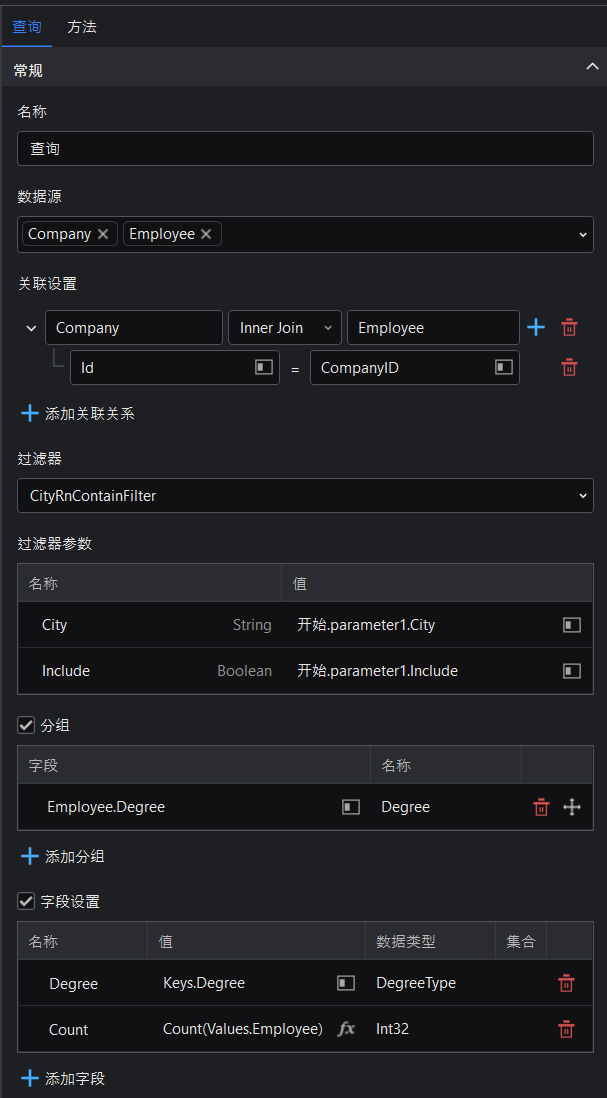 查询 方法
常规
名称
查询
数据源
Company Employee
关联设置
Company Inner Join Employee
Id = CompanyID
添加关联关系
过滤器
CityRnContainFilter
过滤器参数
名称 值
City String 开始.parameter1.City
Include Boolean 开始.parameter1.Include
分组
字段 名称
Employee.Degree Degree
添加分组
字段设置
名称 值 数据类型 集合
Degree Keys.Degree DegreeType
Count Count(Values.Employee) fx Int32
添加字段